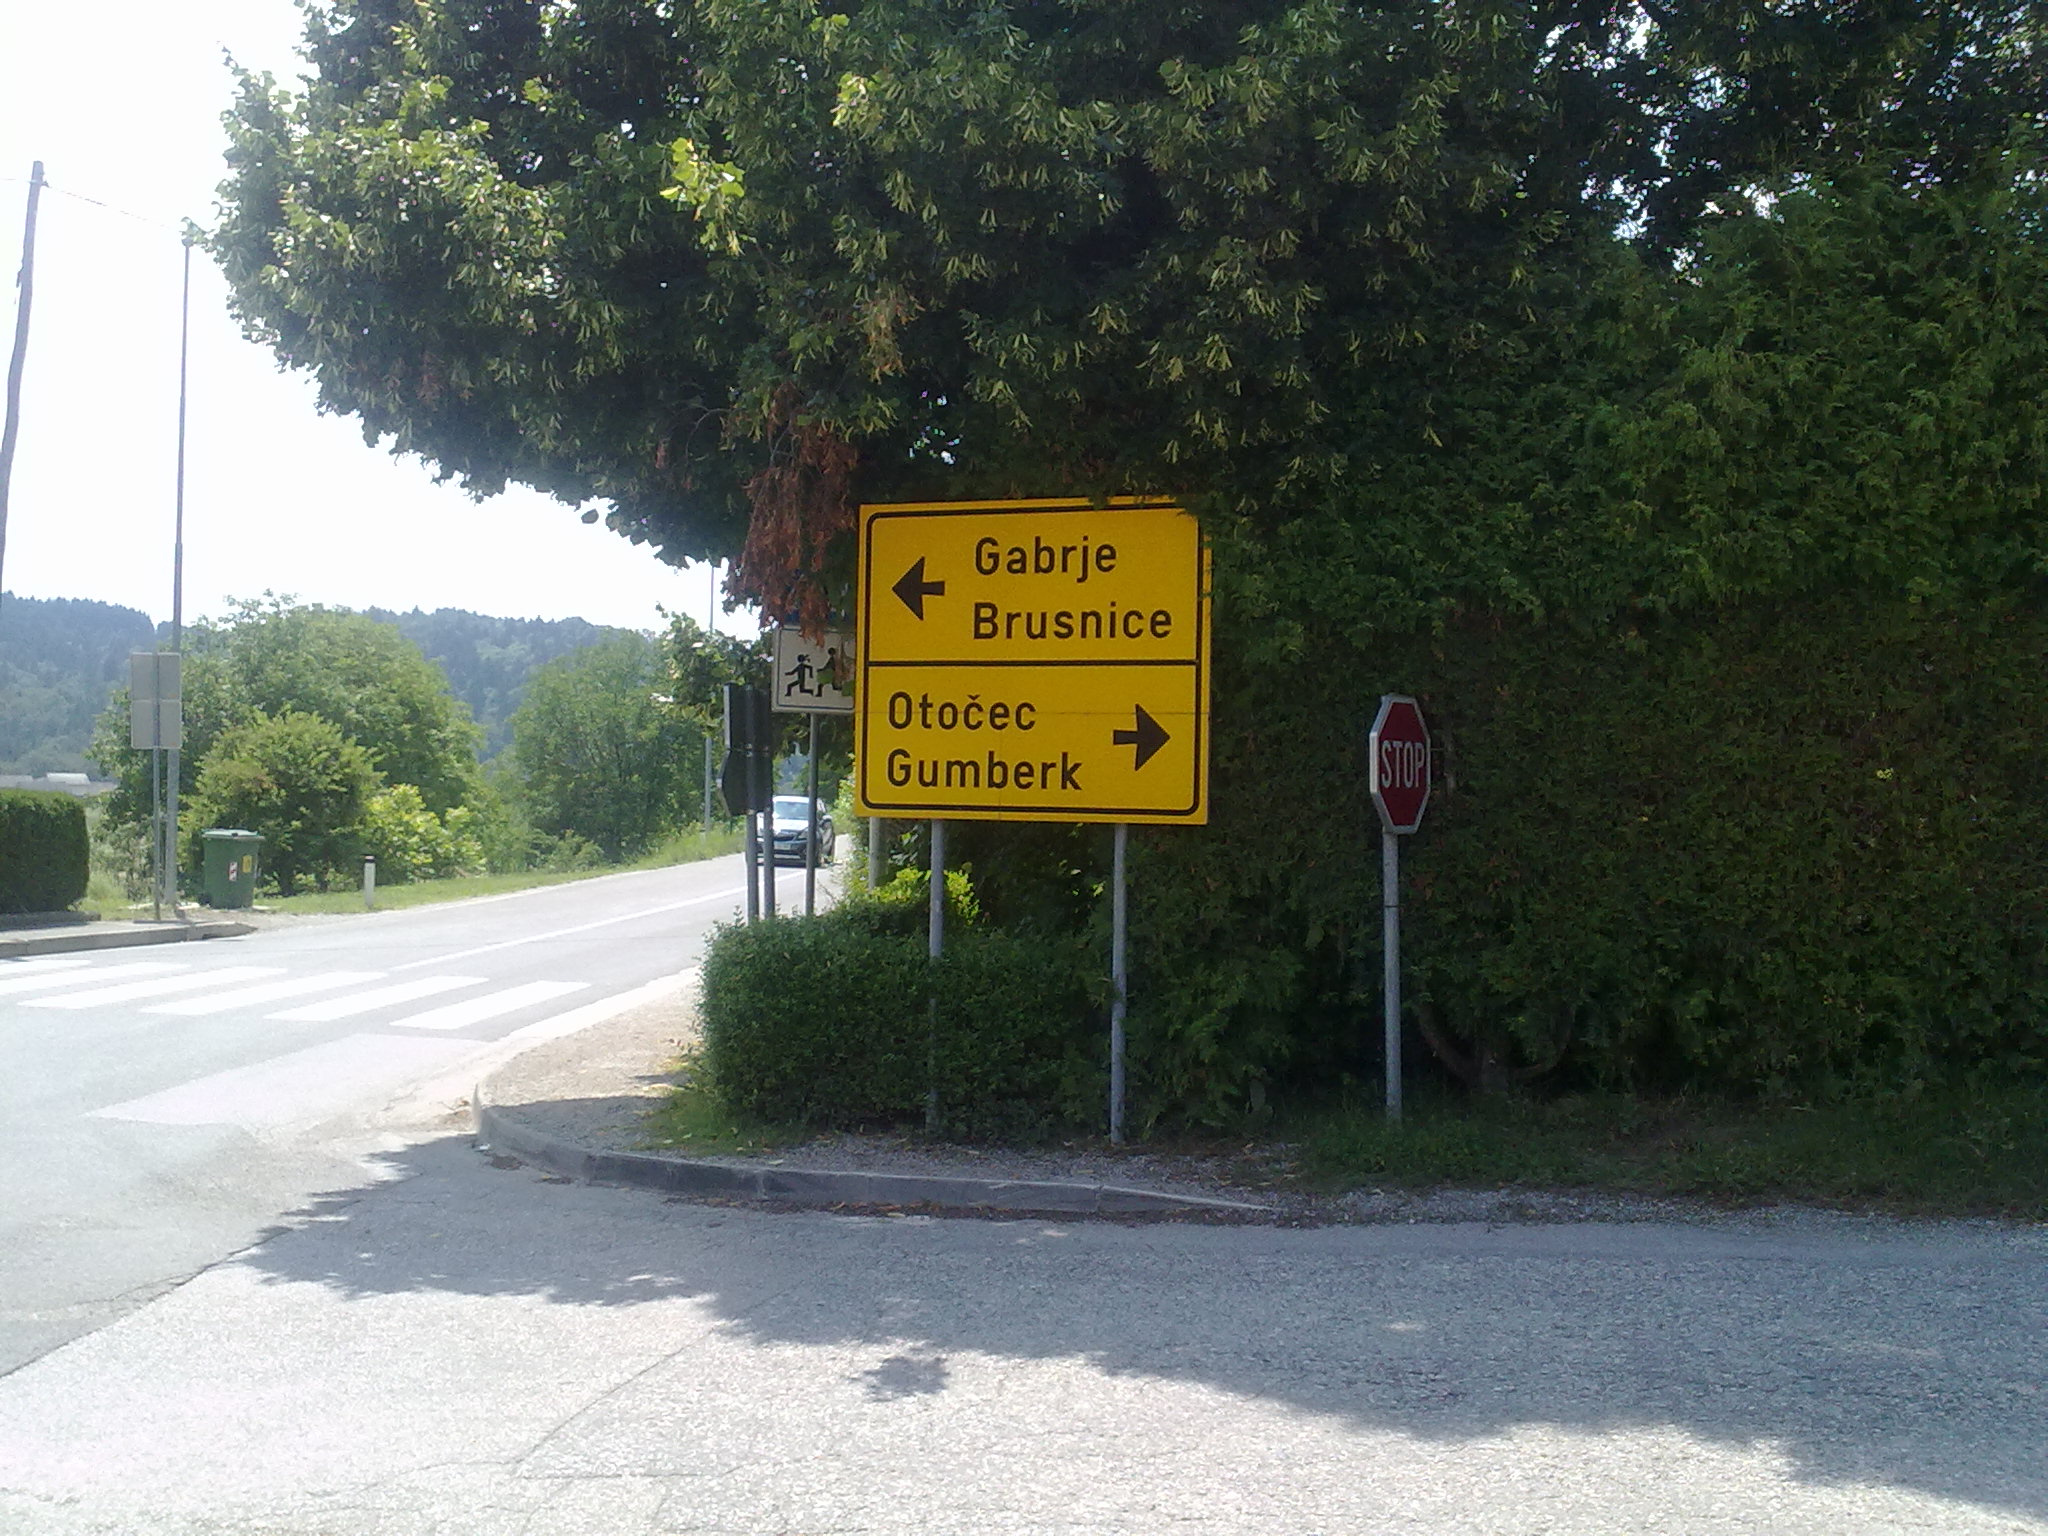 Gabrje
Brusnice
Otočec
Gumberk
STOP